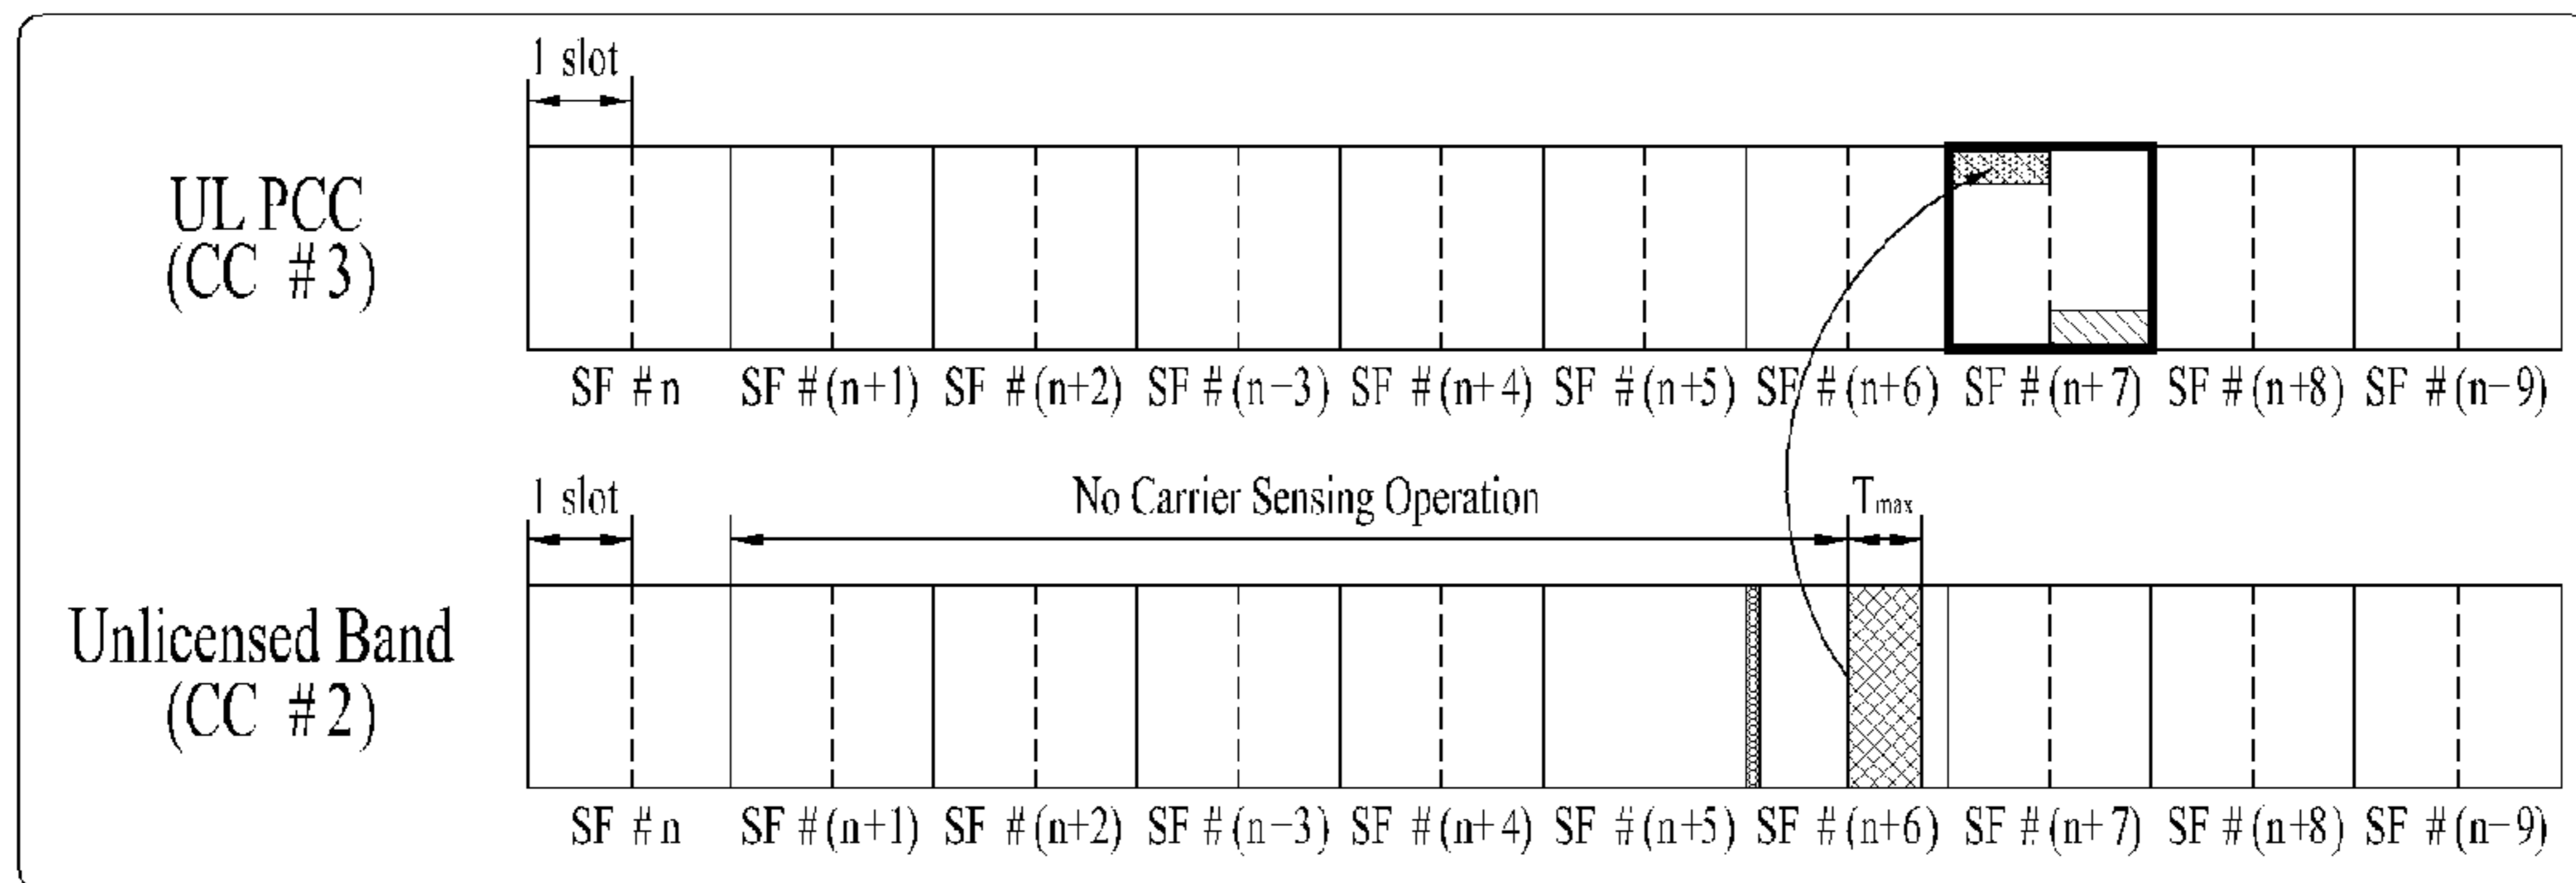 1 slot
UL PCC
(CC #3)
SF #n SF #(n+1) SF #(n+2) SF #(n−3) SF #(n+4) SF #(n+5) SF #(n+6) SF #(n+7) SF #(n+8) SF #(n−9)
1 slot No Carrier Sensing Operation Tmax
Unlicensed Band
(CC #2)
SF #n SF #(n+1) SF #(n+2) SF #(n−3) SF #(n+4) SF #(n+5) SF #(n+6) SF #(n+7) SF #(n+8) SF #(n−9)